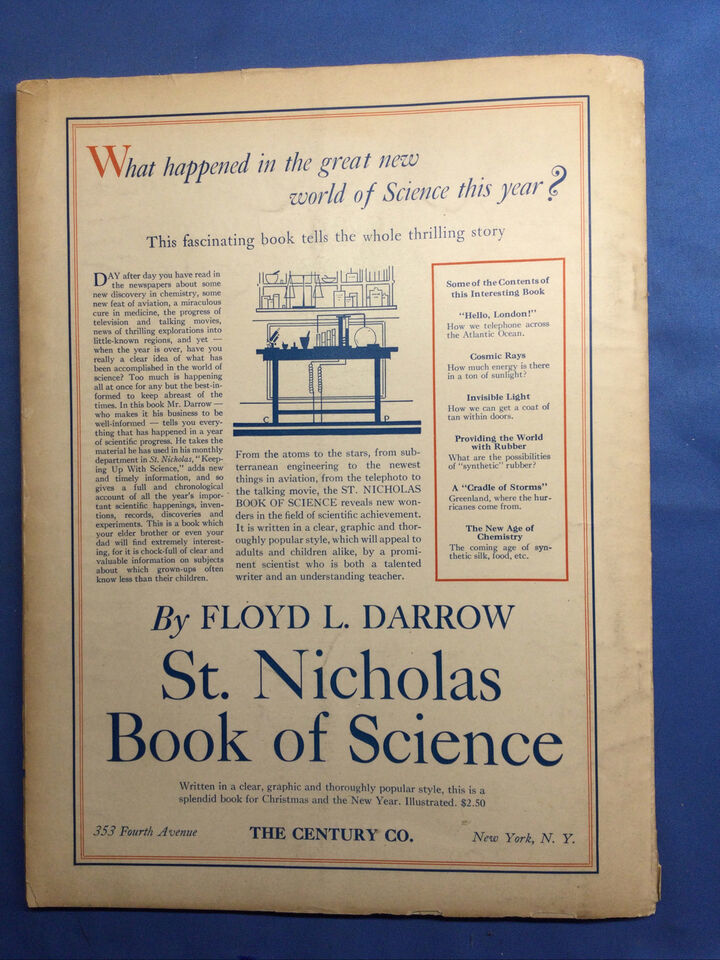 What happened in the great new
world of Science this year?
This fascinating book tells the whole thrilling story
DAY after day you have read in
the newspapers about some
new discovery in chemistry, some
new feat of aviation, a miraculous
cure in medicine, the progress of
television and talking movies,
news of thrilling explorations into
little-known regions, and yet —
when the year is over, have you
really a clear idea of what has
been accomplished in the world of
science? Too much is happening
all at once for any but the best-in-
formed to keep abreast of the
times. In this book Mr. Darrow —
who makes it his business to be
well-informed — tells you every-
thing that has happened in a year
of scientific progress. He takes the
material he has used in his monthly
department in St. Nicholas, "Keep-
ing Up With Science," adds new
and timely information, and so
gives a full and chronological
account of all the year's impor-
tant scientific happenings, inven-
tions, records, discoveries and
experiments. This is a book which
your elder brother or even your
dad will find extremely interest-
ing, for it is chock-full of clear and
valuable information on subjects
about which grown-ups often
know less than their children.
C D
From the atoms to the stars, from sub-
terranean engineering to the newest
things in aviation, from the telephoto to
the talking movie, the ST. NICHOLAS
BOOK OF SCIENCE reveals new won-
ders in the field of scientific achievement.
It is written in a clear, graphic and thor-
oughly popular style, which will appeal to
adults and children alike, by a promi-
nent scientist who is both a talented
writer and an understanding teacher.
Some of the Contents of
this Interesting Book
"Hello, London!"
How we telephone across
the Atlantic Ocean.
Cosmic Rays
How much energy is there
in a ton of sunlight?
Invisible Light
How we can get a coat of
tan within doors.
Providing the World
with Rubber
What are the possibilities
of "synthetic" rubber?
A "Cradle of Storms"
Greenland, where the hur-
ricanes come from.
The New Age of
Chemistry
The coming age of syn-
thetic silk, food, etc.
By FLOYD L. DARROW
St. Nicholas
Book of Science
Written in a clear, graphic and thoroughly popular style, this is a
splendid book for Christmas and the New Year. Illustrated. $2.50
353 Fourth Avenue THE CENTURY CO. New York, N. Y.